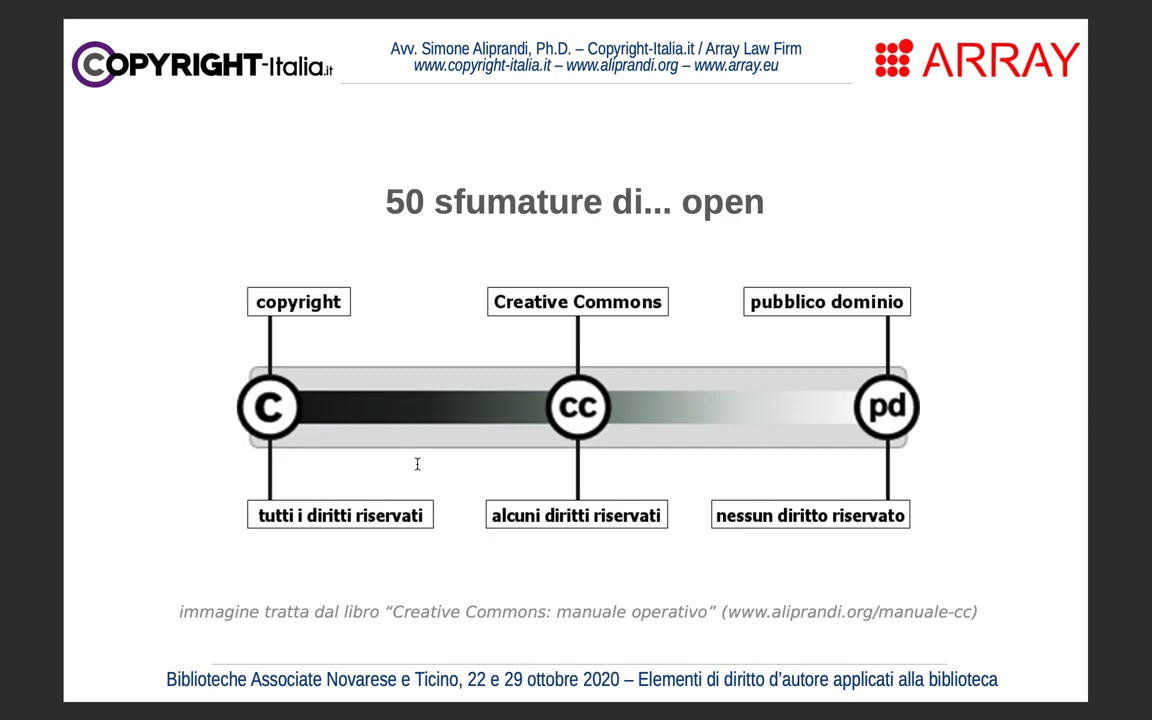 COPYRIGHT-Italia.it
Avv. Simone Aliprandi, Ph.D. – Copyright-Italia.it / Array Law Firm
www.copyright-italia.it – www.aliprandi.org – www.array.eu
ARRAY
50 sfumature di... open
copyright
Creative Commons
pubblico dominio
C
cc
pd
tutti i diritti riservati
alcuni diritti riservati
nessun diritto riservato
immagine tratta dal libro “Creative Commons: manuale operativo” (www.aliprandi.org/manuale-cc)
Biblioteche Associate Novarese e Ticino, 22 e 29 ottobre 2020 – Elementi di diritto d’autore applicati alla biblioteca